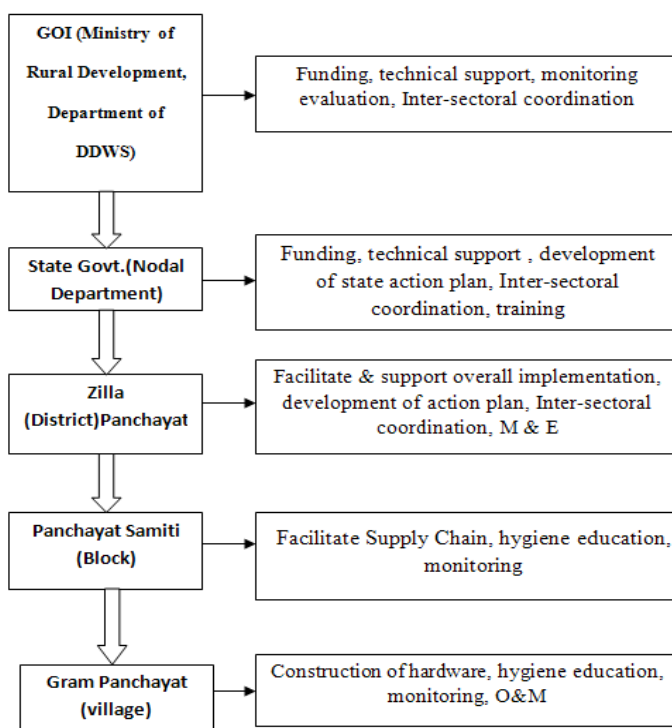 GOI (Ministry of
Rural Development,
Department of
DDWS)
Funding, technical support, monitoring
evaluation, Inter-sectoral coordination
State Govt.(Nodal
Department)
Funding, technical support , development
of state action plan, Inter-sectoral
coordination, training
Zilla
(District)Panchayat
Facilitate & support overall implementation,
development of action plan, Inter-sectoral
coordination, M & E
Panchayat Samiti
(Block)
Facilitate Supply Chain, hygiene education,
monitoring
Gram Panchayat
(village)
Construction of hardware, hygiene education,
monitoring, O&M